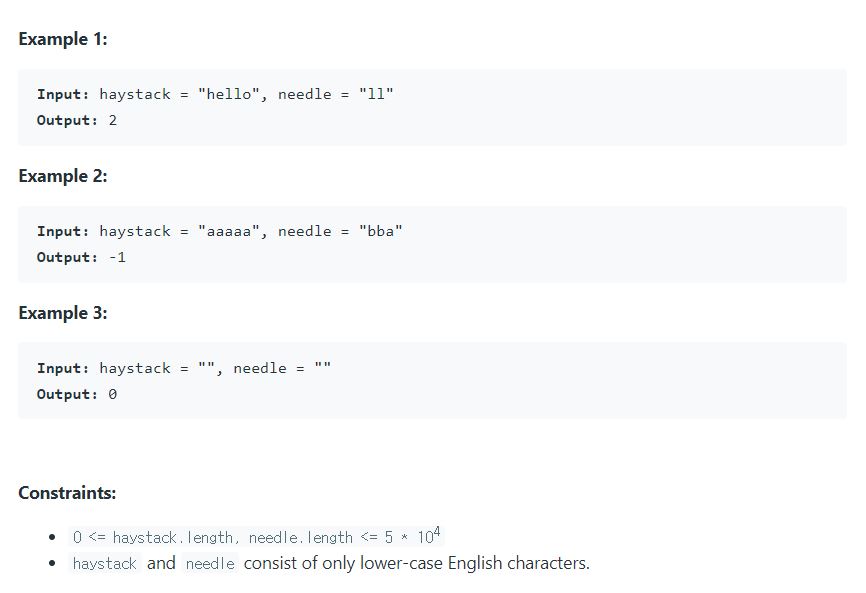 Example 1:
Input: haystack = "hello", needle = "ll"
Output: 2
Example 2:
Input: haystack = "aaaaa", needle = "bba"
Output: -1
Example 3:
Input: haystack = "", needle = ""
Output: 0
Constraints:
• 0 <= haystack.length, needle.length <= 5 * 10⁴
• haystack and needle consist of only lower-case English characters.